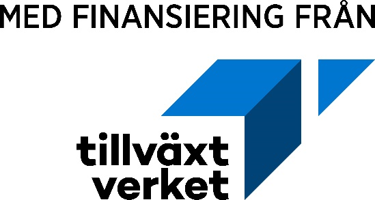 MED FINANSIERING FRÅN
tillväxt
verket